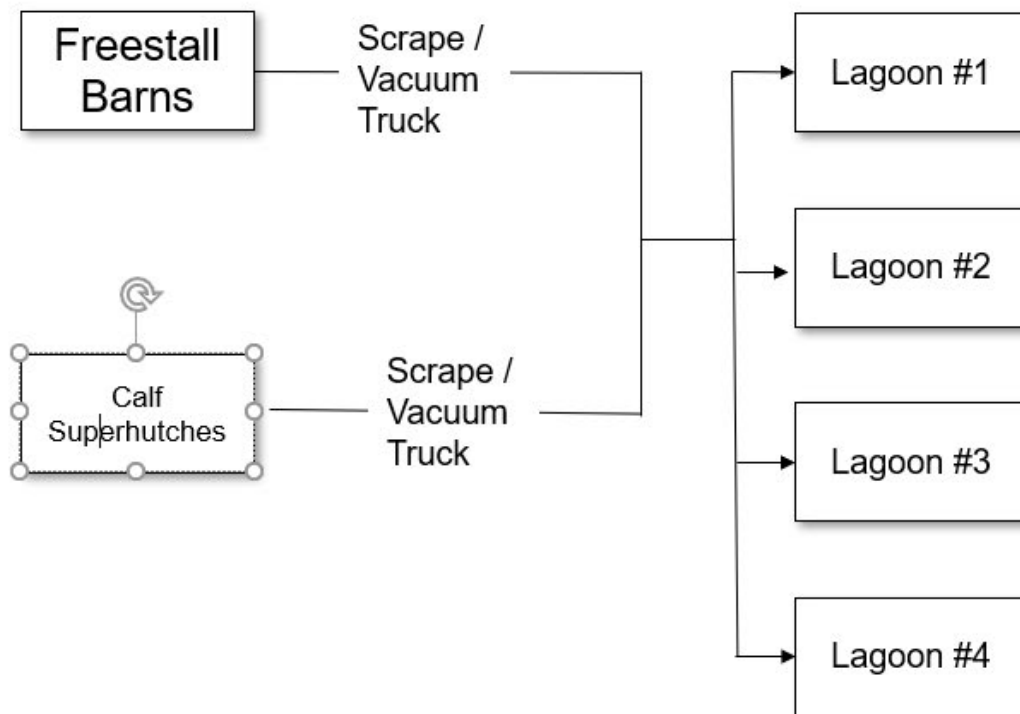 Freestall
Barns
Scrape /
Vacuum
Truck
Lagoon #1
Lagoon #2
Calf
Superhutches
Scrape /
Vacuum
Truck
Lagoon #3
Lagoon #4